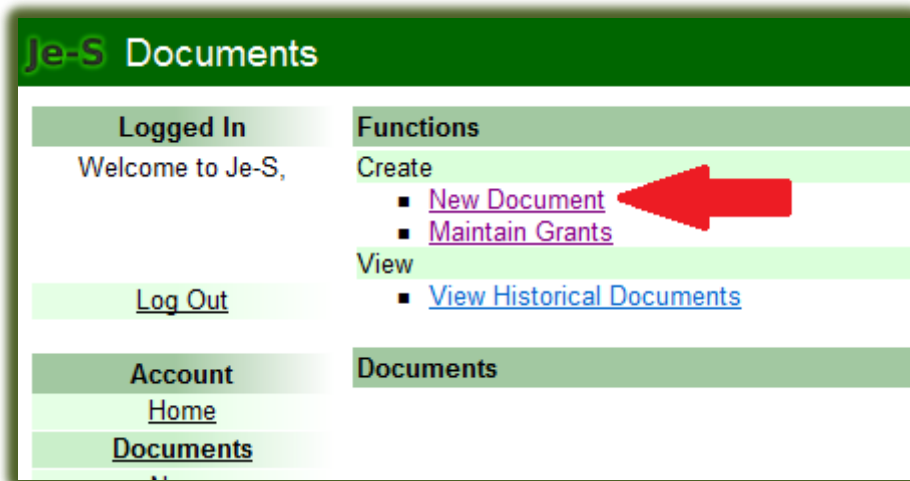 Je-S Documents
Logged In
Welcome to Je-S,
Log Out
Account
Home
Documents
Functions
Create
New Document
Maintain Grants
View
View Historical Documents
Documents